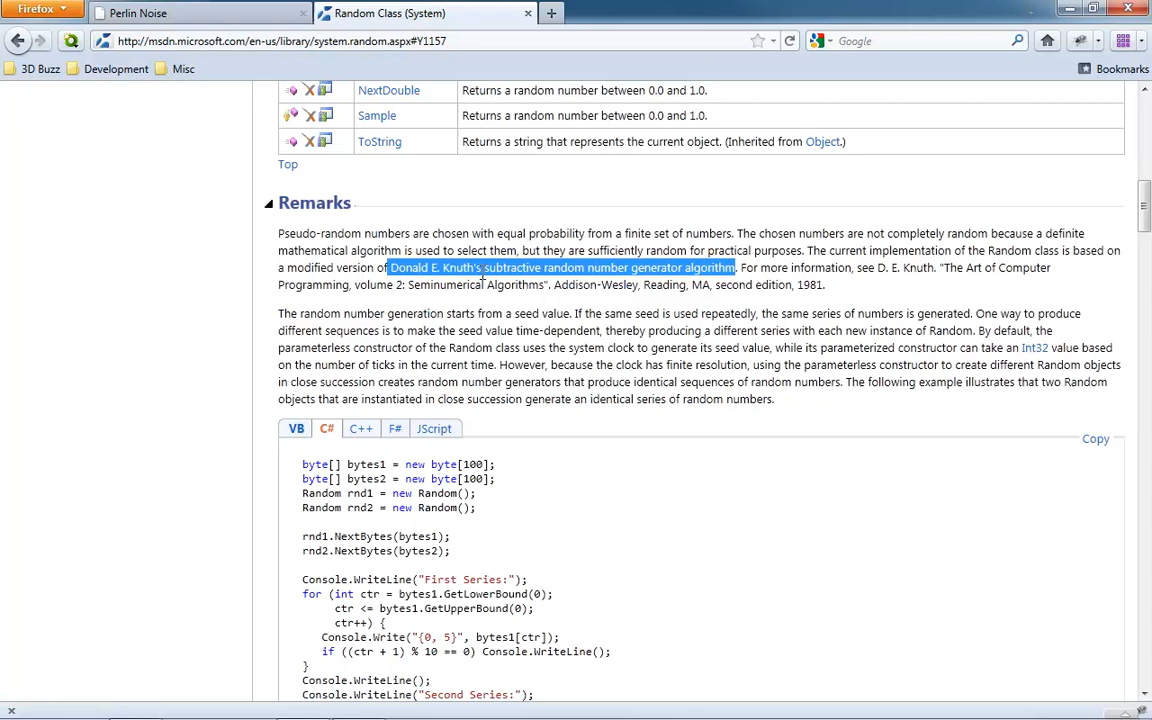 Firefox
Perlin Noise
Random Class (System)
http://msdn.microsoft.com/en-us/library/system.random.aspx#Y1157
Google
3D Buzz
Development
Misc
Bookmarks
NextDouble
Returns a random number between 0.0 and 1.0.
Sample
Returns a random number between 0.0 and 1.0.
ToString
Returns a string that represents the current object. (Inherited from Object.)
Top
Remarks
Pseudo-random numbers are chosen with equal probability from a finite set of numbers. The chosen numbers are not completely random because a definite
mathematical algorithm is used to select them, but they are sufficiently random for practical purposes. The current implementation of the Random class is based on
a modified version of Donald E. Knuth's subtractive random number generator algorithm. For more information, see D. E. Knuth. "The Art of Computer
Programming, volume 2: Seminumerical Algorithms". Addison-Wesley, Reading, MA, second edition, 1981.
The random number generation starts from a seed value. If the same seed is used repeatedly, the same series of numbers is generated. One way to produce
different sequences is to make the seed value time-dependent, thereby producing a different series with each new instance of Random. By default, the
parameterless constructor of the Random class uses the system clock to generate its seed value, while its parameterized constructor can take an Int32 value based
on the number of ticks in the current time. However, because the clock has finite resolution, using the parameterless constructor to create different Random objects
in close succession creates random number generators that produce identical sequences of random numbers. The following example illustrates that two Random
objects that are instantiated in close succession generate an identical series of random numbers.
VB
C#
C++
F#
JScript
Copy
byte[] bytes1 = new byte[100];
byte[] bytes2 = new byte[100];
Random rnd1 = new Random();
Random rnd2 = new Random();
rnd1.NextBytes(bytes1);
rnd2.NextBytes(bytes2);
Console.WriteLine("First Series:");
for (int ctr = bytes1.GetLowerBound(0);
ctr <= bytes1.GetUpperBound(0);
ctr++) {
Console.Write("{0, 5}", bytes1[ctr]);
if ((ctr + 1) % 10 == 0) Console.WriteLine();
}
Console.WriteLine();
Console.WriteLine("Second Series:");